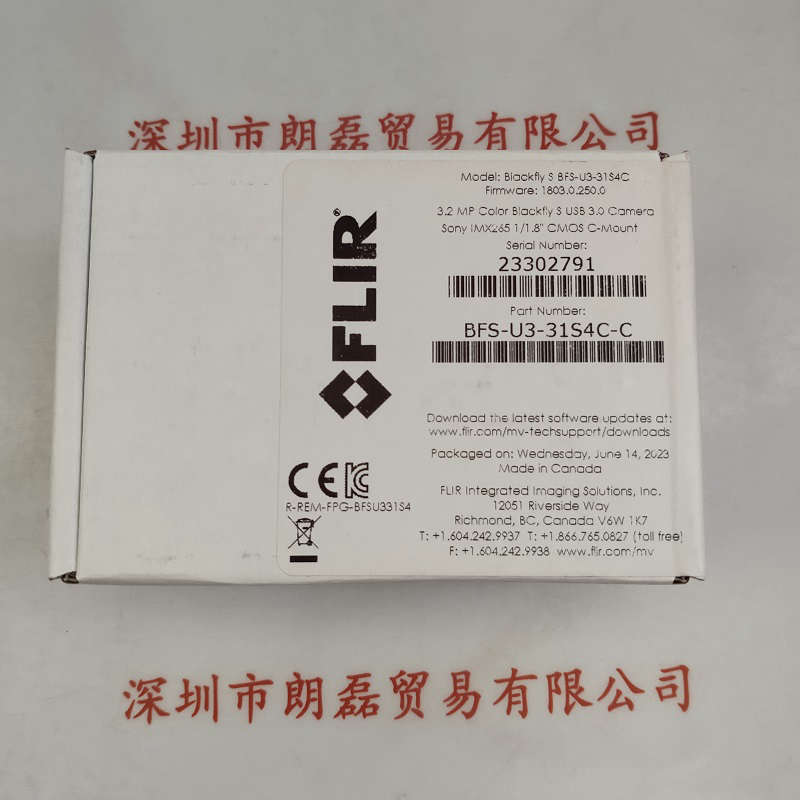 深圳市朗磊贸易有限公司
FLIR®
Model: Blackfly S BFS-U3-31S4C
Firmware: 1803.0.250.0
3.2 MP Color Blackfly S USB 3.0 Camera
Sony IMX265 1/1.8" CMOS C-Mount
Serial Number:
23302791
Part Number:
BFS-U3-31S4C-C
Download the latest software updates at:
www.flir.com/mv-techsupport/downloads
Packaged on: Wednesday, June 14, 2023
Made in Canada
CE
R-REM-FPG-BFSU331S4
FLIR Integrated Imaging Solutions, Inc.
12051 Riverside Way
Richmond, BC, Canada V6W 1K7
T: +1.604.242.9937 T: +1.866.765.0827 (toll free)
F: +1.604.242.9938 www.flir.com/mv
深圳市朗磊贸易有限公司